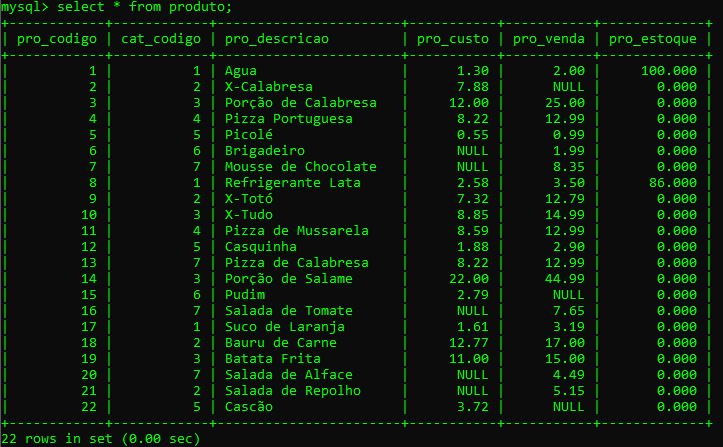 mysql> select * from produto;
+------------+------------+---------------------+-----------+-----------+-------------+
| pro_codigo | cat_codigo | pro_descricao       | pro_custo | pro_venda | pro_estoque |
+------------+------------+---------------------+-----------+-----------+-------------+
|          1 |          1 | Agua                |      1.30 |      2.00 |     100.000 |
|          2 |          2 | X-Calabresa         |      7.88 |      NULL |       0.000 |
|          3 |          3 | Porção de Calabresa |     12.00 |     25.00 |       0.000 |
|          4 |          4 | Pizza Portuguesa    |      8.22 |     12.99 |       0.000 |
|          5 |          5 | Picolé              |      0.55 |      0.99 |       0.000 |
|          6 |          6 | Brigadeiro          |      NULL |      1.99 |       0.000 |
|          7 |          7 | Mousse de Chocolate |      NULL |      8.35 |       0.000 |
|          8 |          1 | Refrigerante Lata   |      2.58 |      3.50 |      86.000 |
|          9 |          2 | X-Totó              |      7.32 |     12.79 |       0.000 |
|         10 |          3 | X-Tudo              |      8.85 |     14.99 |       0.000 |
|         11 |          4 | Pizza de Mussarela  |      8.59 |     12.99 |       0.000 |
|         12 |          5 | Casquinha           |      1.88 |      2.90 |       0.000 |
|         13 |          7 | Pizza de Calabresa  |      8.22 |     12.99 |       0.000 |
|         14 |          3 | Porção de Salame    |     22.00 |     44.99 |       0.000 |
|         15 |          6 | Pudim               |      2.79 |      NULL |       0.000 |
|         16 |          7 | Salada de Tomate    |      NULL |      7.65 |       0.000 |
|         17 |          1 | Suco de Laranja     |      1.61 |      3.19 |       0.000 |
|         18 |          2 | Bauru de Carne      |     12.77 |     17.00 |       0.000 |
|         19 |          3 | Batata Frita        |     11.00 |     15.00 |       0.000 |
|         20 |          7 | Salada de Alface    |      NULL |      4.49 |       0.000 |
|         21 |          2 | Salada de Repolho   |      NULL |      5.15 |       0.000 |
|         22 |          5 | Cascão              |      3.72 |      NULL |       0.000 |
+------------+------------+---------------------+-----------+-----------+-------------+
22 rows in set (0.00 sec)